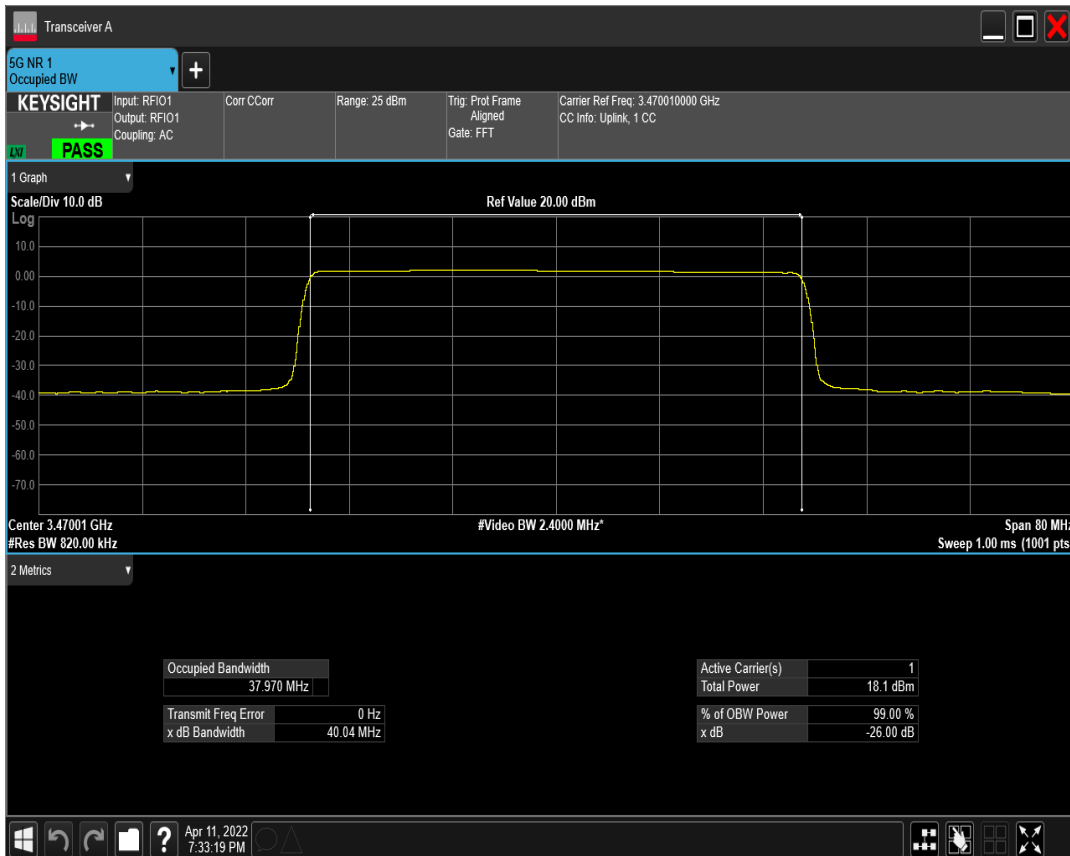 Transceiver A
5G NR 1
Occupied BW
+
KEYSIGHT
LXI
PASS
Input: RFIO1
Output: RFIO1
Coupling: AC
Corr CCorr
Range: 25 dBm
Trig: Prot Frame
Aligned
Gate: FFT
Carrier Ref Freq: 3.470010000 GHz
CC Info: Uplink, 1 CC
1 Graph
Scale/Div 10.0 dB
Ref Value 20.00 dBm
Log
10.0
0.00
-10.0
-20.0
-30.0
-40.0
-50.0
-60.0
-70.0
Center 3.47001 GHz
#Video BW 2.4000 MHz*
Span 80 MHz
#Res BW 820.00 kHz
Sweep 1.00 ms (1001 pts
2 Metrics
Occupied Bandwidth
37.970 MHz
Transmit Freq Error 0 Hz
x dB Bandwidth 40.04 MHz
Active Carrier(s) 1
Total Power 18.1 dBm
% of OBW Power 99.00 %
x dB -26.00 dB
?
Apr 11, 2022
7:33:19 PM